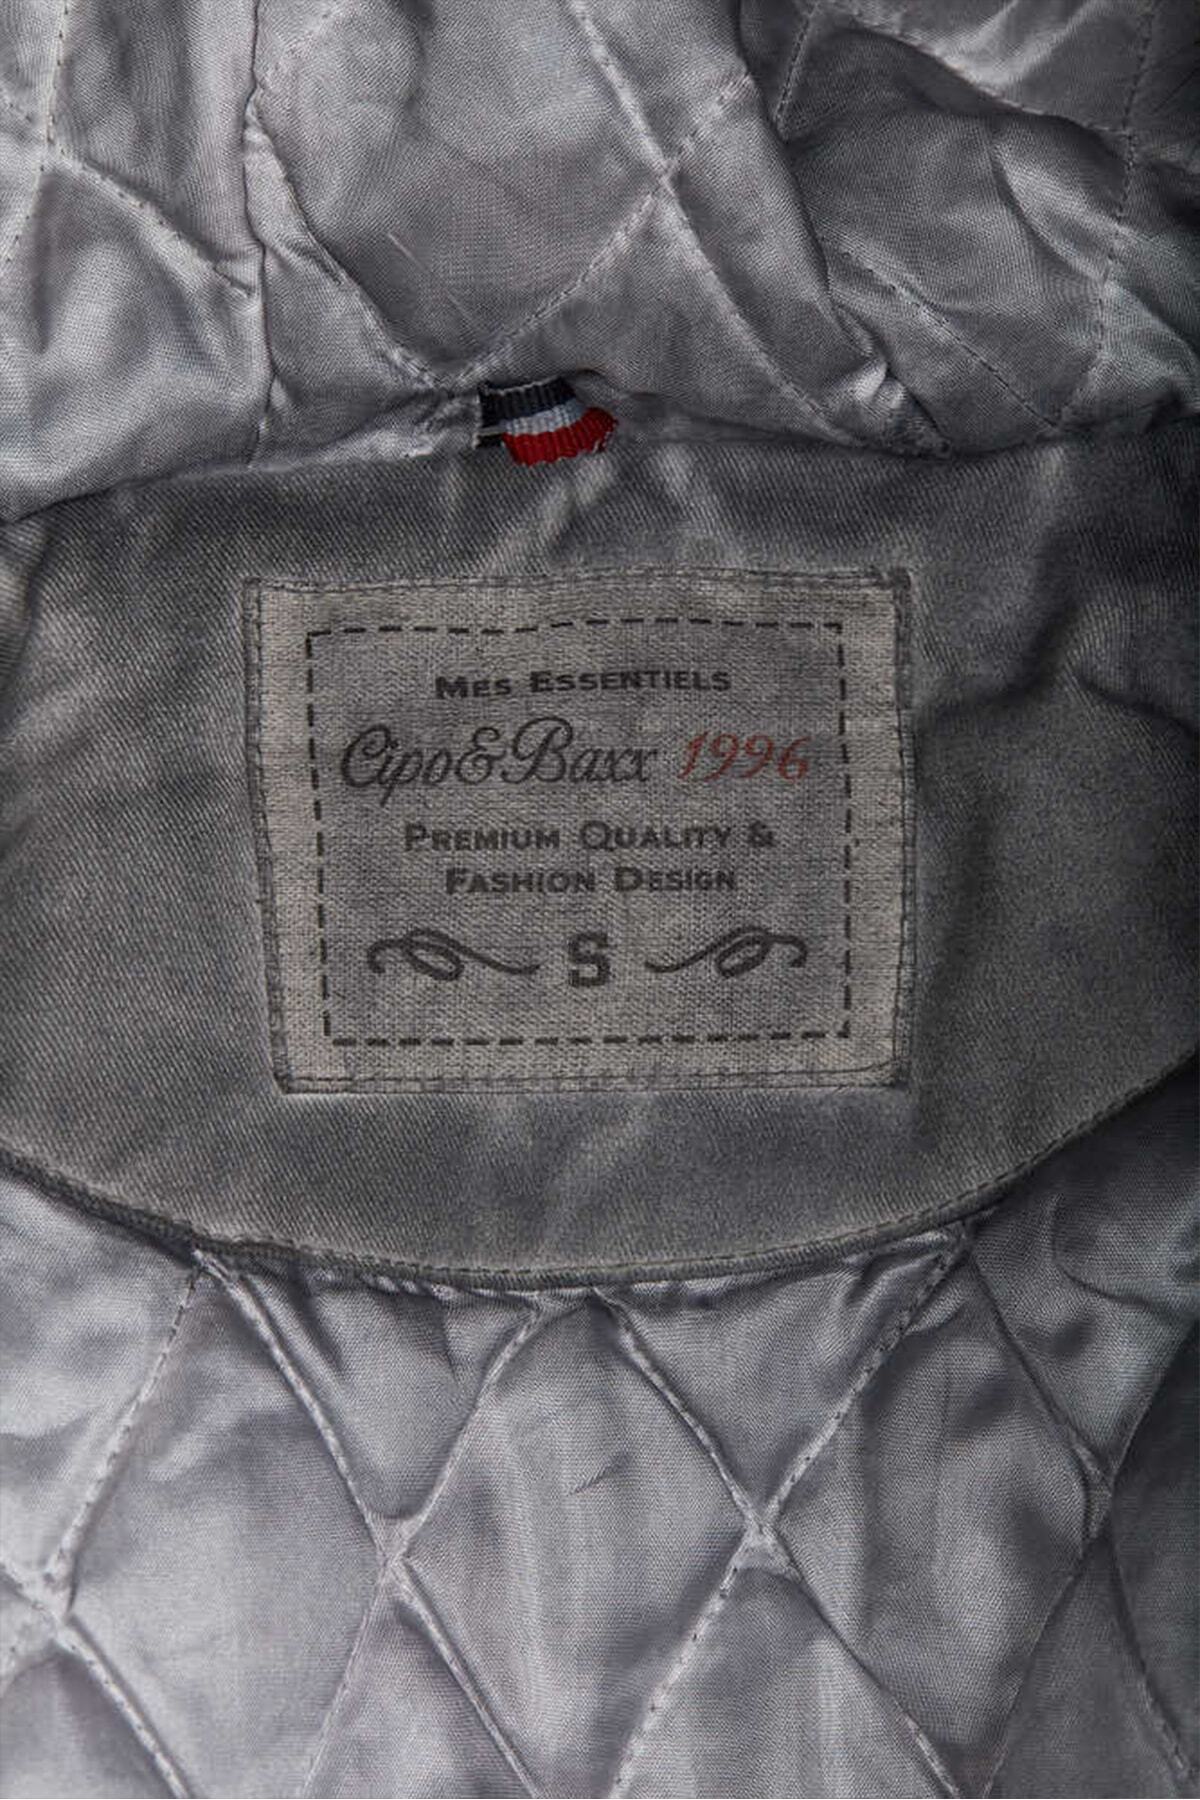 MES ESSENTIELS
Cipo&Baxx 1996
PREMIUM QUALITY &
FASHION DESIGN
S